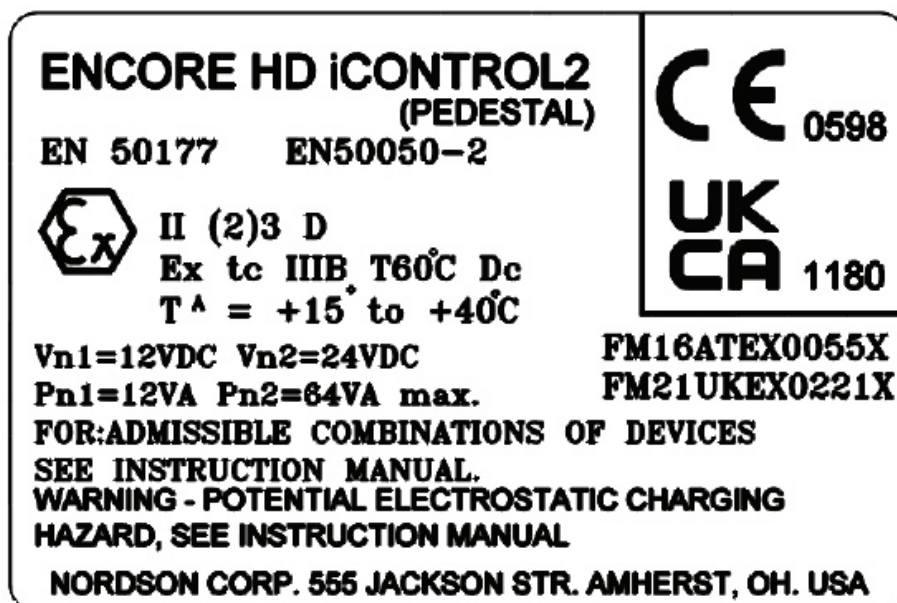 ENCORE HD iCONTROL2
(PEDESTAL)
EN 50177 EN50050-2
CE 0598
UK
CA 1180
Ex II (2)3 D
Ex tc IIIB T60°C Dc
T A = +15° to +40°C
Vn1=12VDC Vn2=24VDC
Pn1=12VA Pn2=64VA max.
FM16ATEX0055X
FM21UKEX0221X
FOR:ADMISSIBLE COMBINATIONS OF DEVICES
SEE INSTRUCTION MANUAL.
WARNING - POTENTIAL ELECTROSTATIC CHARGING
HAZARD, SEE INSTRUCTION MANUAL
NORDSON CORP. 555 JACKSON STR. AMHERST, OH. USA